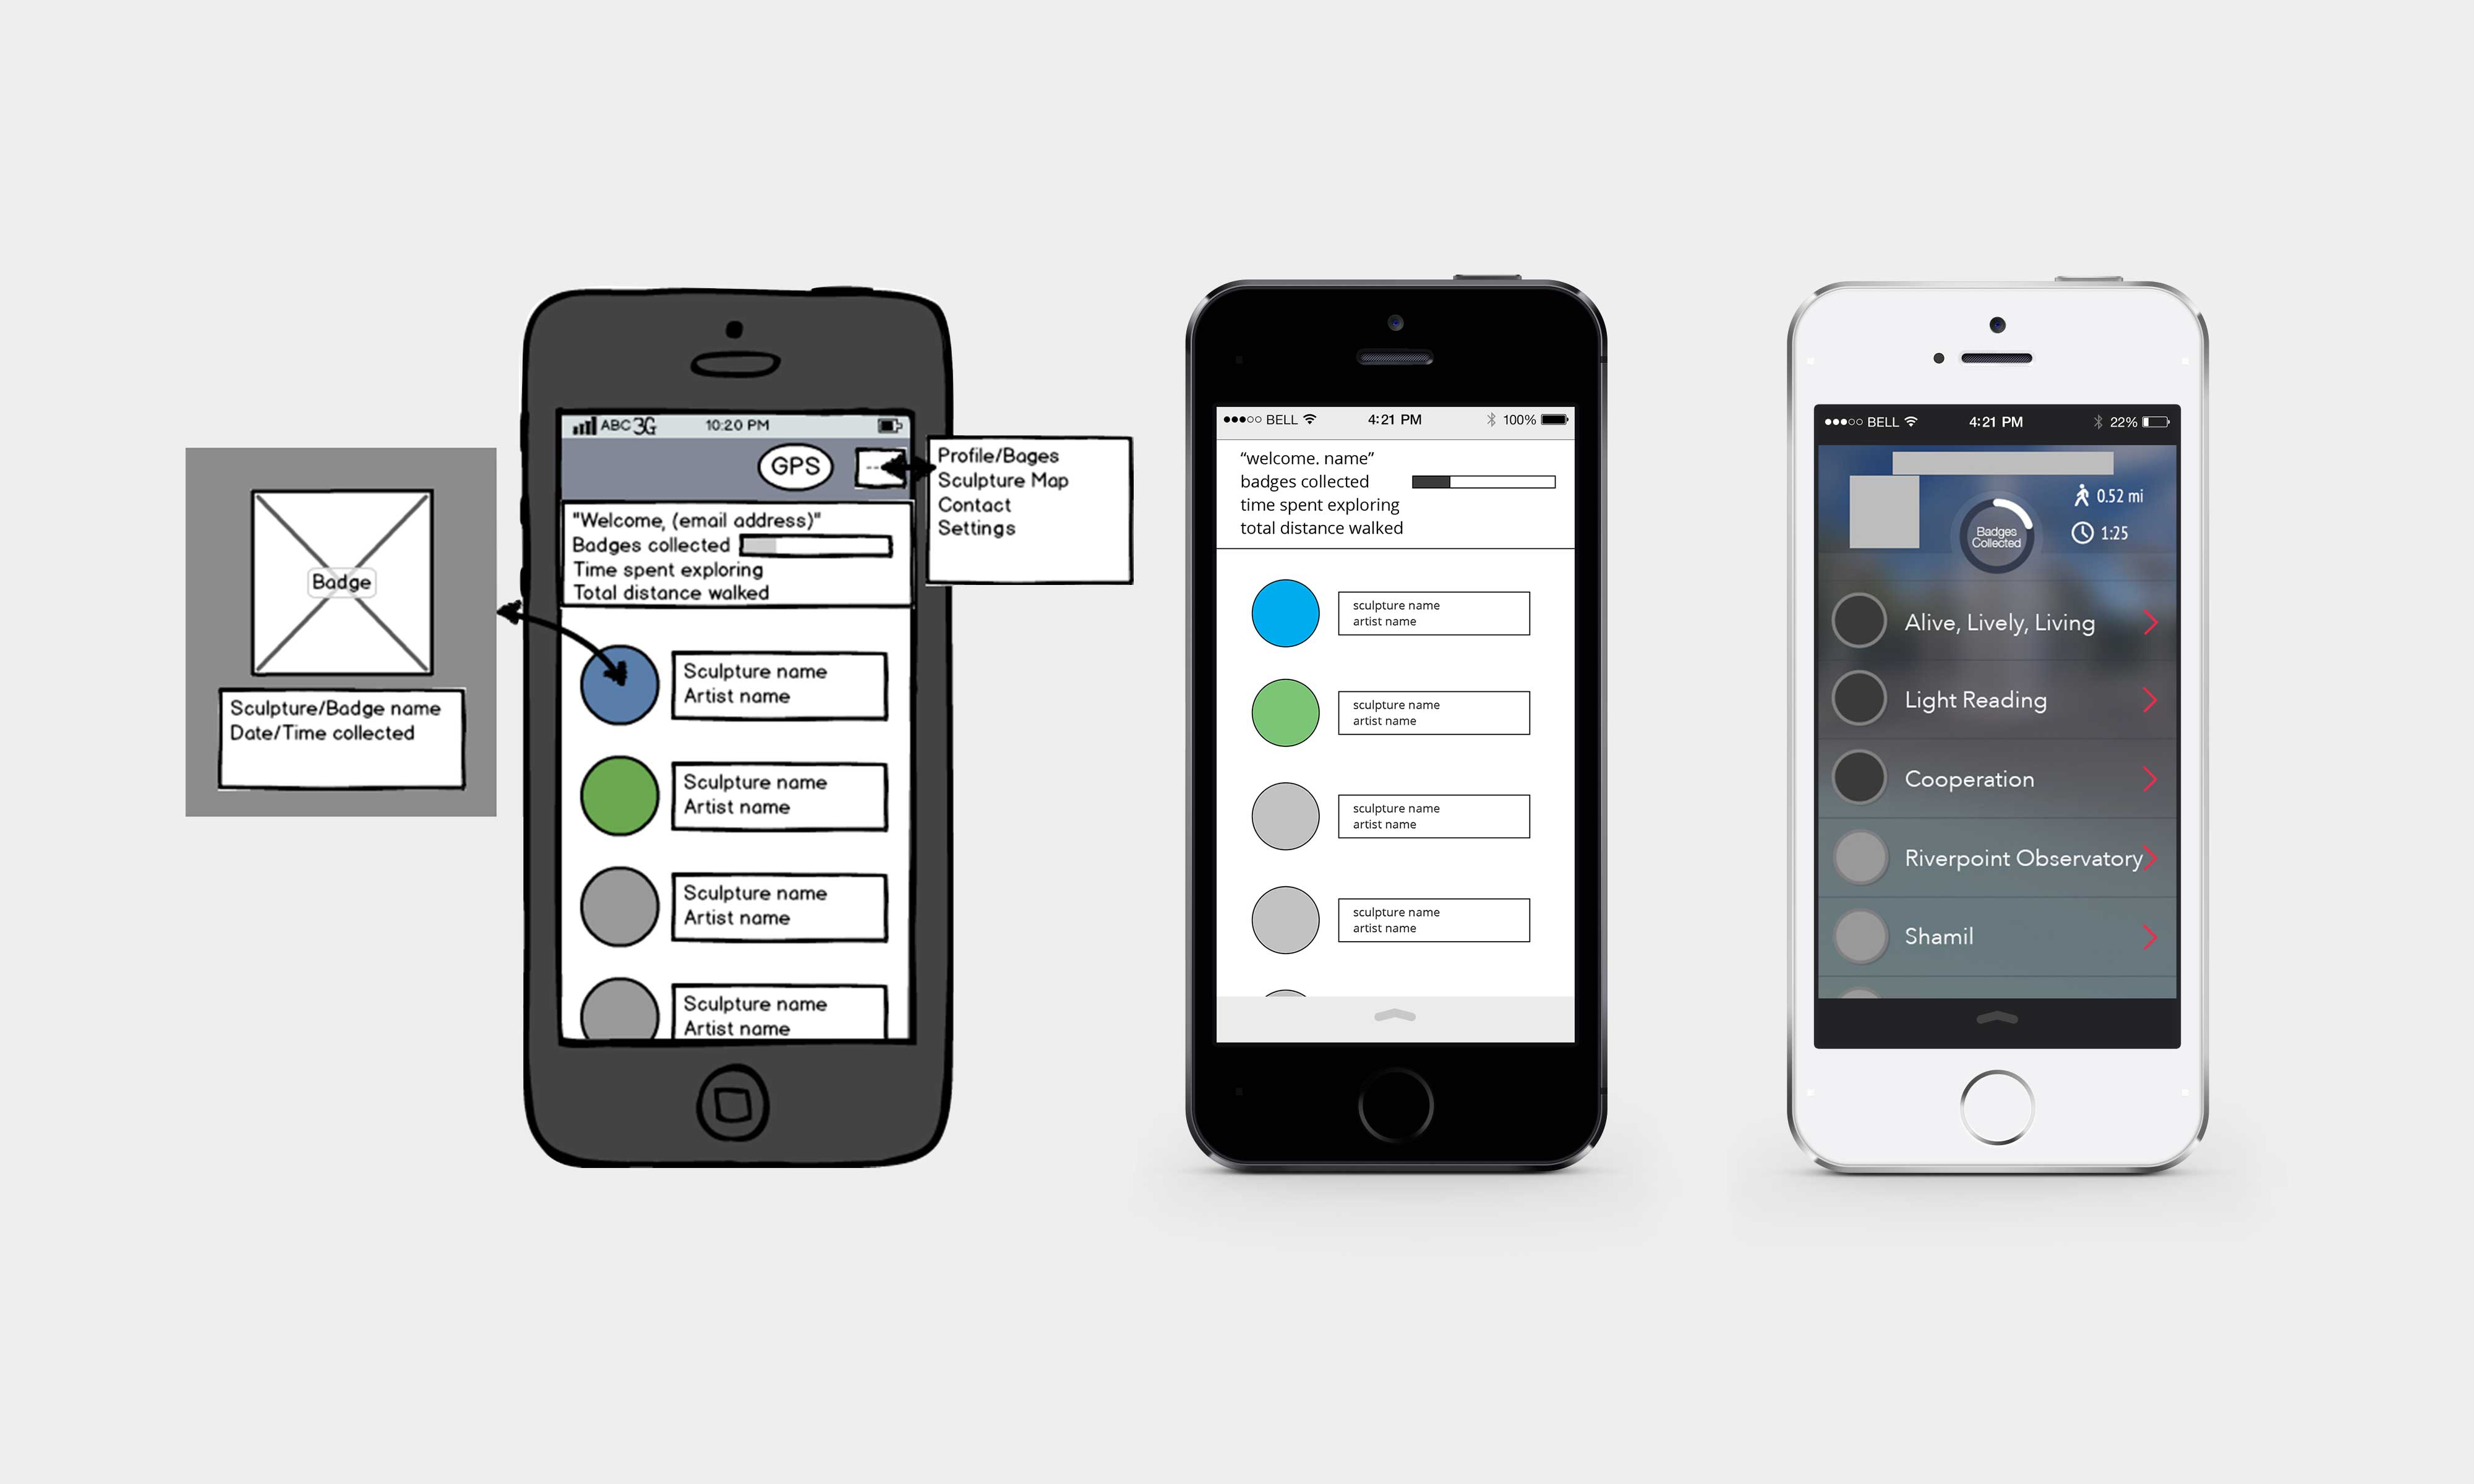 Badge
Sculpture/Badge name
Date/Time collected
ABC 3G 10:20 PM
GPS
Profile/Bages
Sculpture Map
Contact
Settings
"Welcome, (email address)"
Badges collected
Time spent exploring
Total distance walked
Sculpture name
Artist name
Sculpture name
Artist name
Sculpture name
Artist name
Sculpture name
Artist name
BELL 4:21 PM 100%
“welcome. name”
badges collected
time spent exploring
total distance walked
sculpture name
artist name
sculpture name
artist name
sculpture name
artist name
sculpture name
artist name
BELL 4:21 PM 22%
Badges
Collected
0.52 mi
1:25
Alive, Lively, Living
Light Reading
Cooperation
Riverpoint Observatory
Shamil